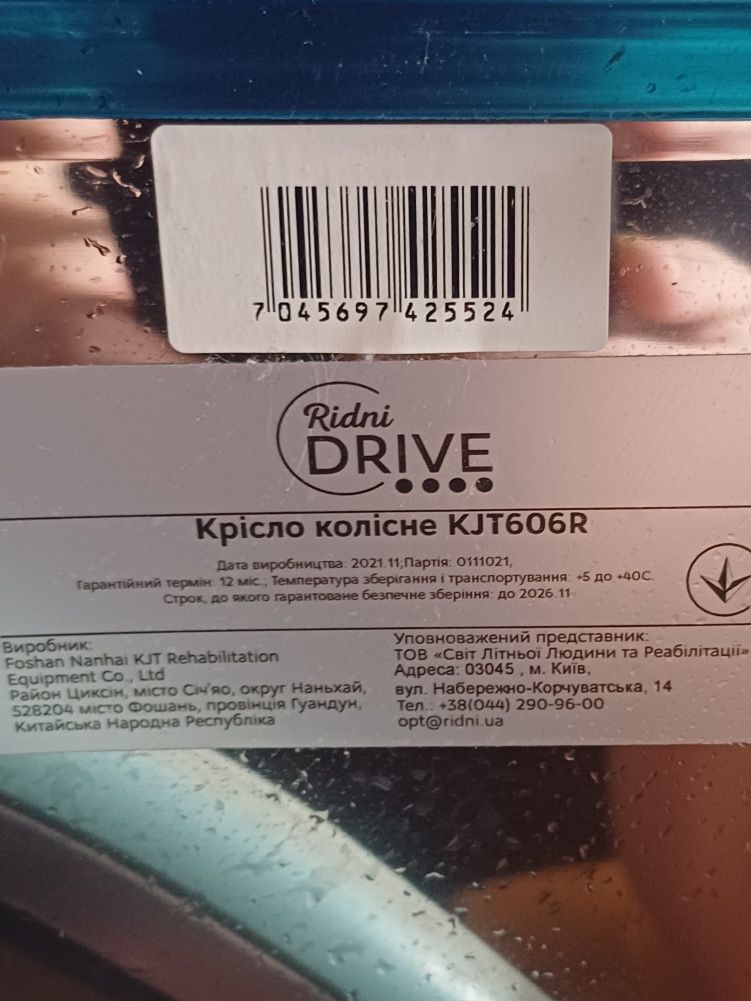 7 045697 425524
Ridni
DRIVE
Крісло колісне KJT606R
Дата виробництва: 2021.11;Партія: 0111021,
Гарантійний термін: 12 міс., Температура зберігання і транспортування: +5 до +40С.
Строк, до якого гарантоване безпечне зберіння: до 2026.11
Виробник:
Foshan Nanhai KJT Rehabilitation
Equipment Co., Ltd
Район Циксін, місто Січ'яо, округ Наньхай,
528204 місто Фошань, провінція Гуандун,
Китайська Народна Республіка
Уповноважений представник:
ТОВ «Світ Літньої Людини та Реабілітації»
Адреса: 03045 , м. Київ,
вул. Набережно-Корчуватська, 14
Тел.: +38(044) 290-96-00
opt@ridni.ua